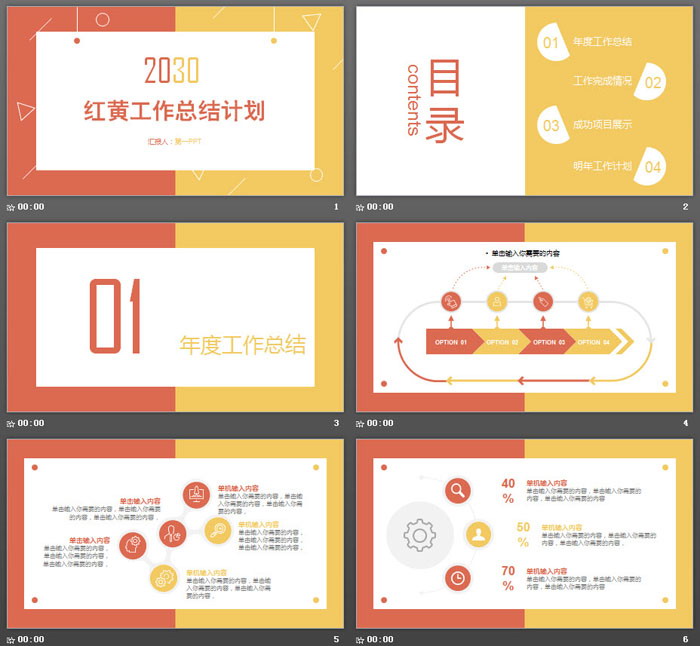 2030
红黄工作总结计划
汇报人：第一PPT
00:00
1
目录
contents
01
年度工作总结
工作完成情况
02
03
成功项目展示
明年工作计划
04
00:00
2
01
年度工作总结
00:00
3
• 单击输入你需要的内容
单击输入内容
OPTION 01
OPTION 02
OPTION 03
OPTION 04
00:00
4
单击输入内容
单击输入你需要的内容，单击输入你需要
的内容，单击输入你需要的内容，
单机输入内容
单击输入你需要的内容，单击输
入你需要的内容，单击输入你需
要的内容，
单机输入内容
单击输入你需要的内容，
单击输入你需要的内容，
单击输入你需要的内容，
单击输入内容
单击输入你需要的内容，
单击输入你需要的内容，
单击输入你需要的内容，
单机输入内容
单击输入你需要的内容，单击输
入你需要的内容，单击输入你需
要的内容，
00:00
5
40
%
单机输入内容
单击输入你需要的内容，单击输入你需要的内
容，单击输入你需要的内容，
50
%
单机输入内容
单击输入你需要的内容，单击输入你需要的内
容，单击输入你需要的内容，
70
%
单机输入内容
单击输入你需要的内容，单击输入你需要的内
容，单击输入你需要的内容，
00:00
6